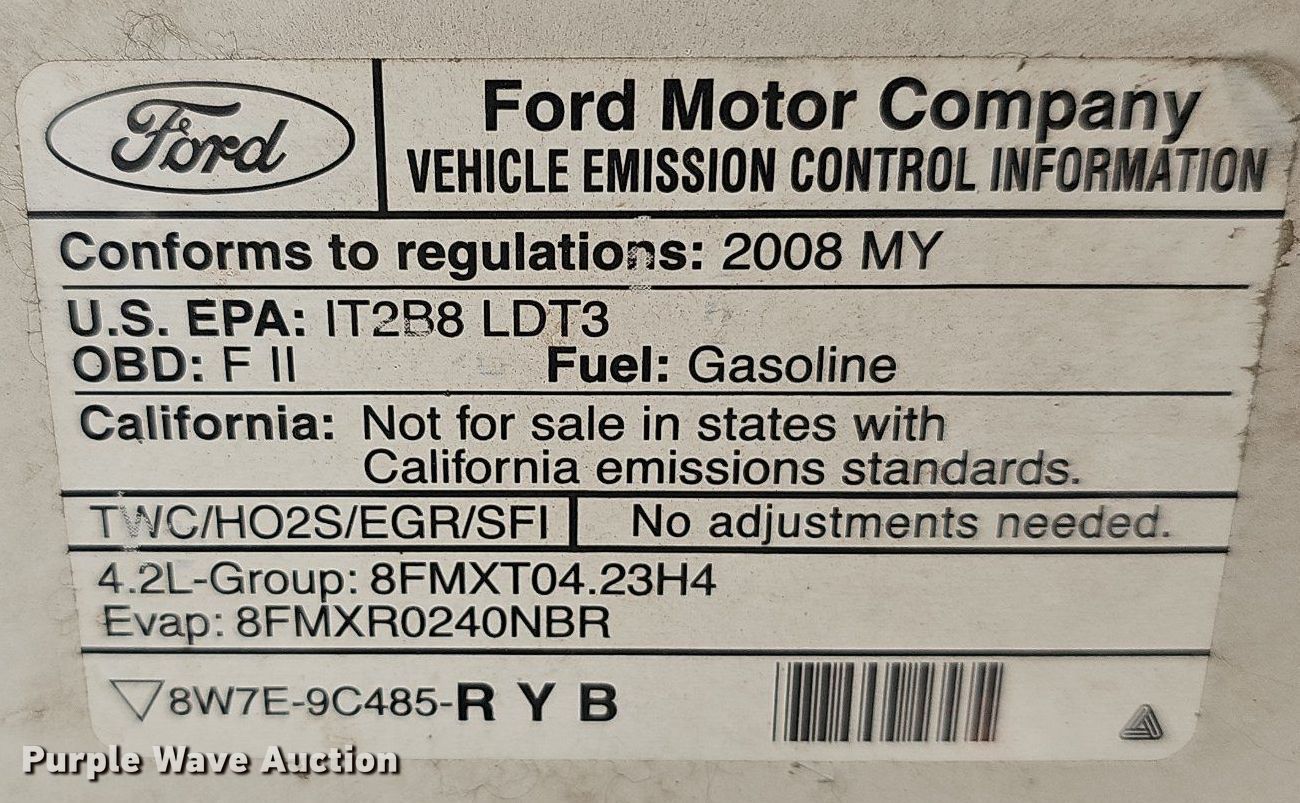 Ford
Ford Motor Company
VEHICLE EMISSION CONTROL INFORMATION
Conforms to regulations: 2008 MY
U.S. EPA: IT2B8 LDT3
OBD: F II Fuel: Gasoline
California: Not for sale in states with
California emissions standards.
TWC/HO2S/EGR/SFI No adjustments needed.
4.2L-Group: 8FMXT04.23H4
Evap: 8FMXR0240NBR
8W7E-9C485-R Y B
Purple Wave Auction